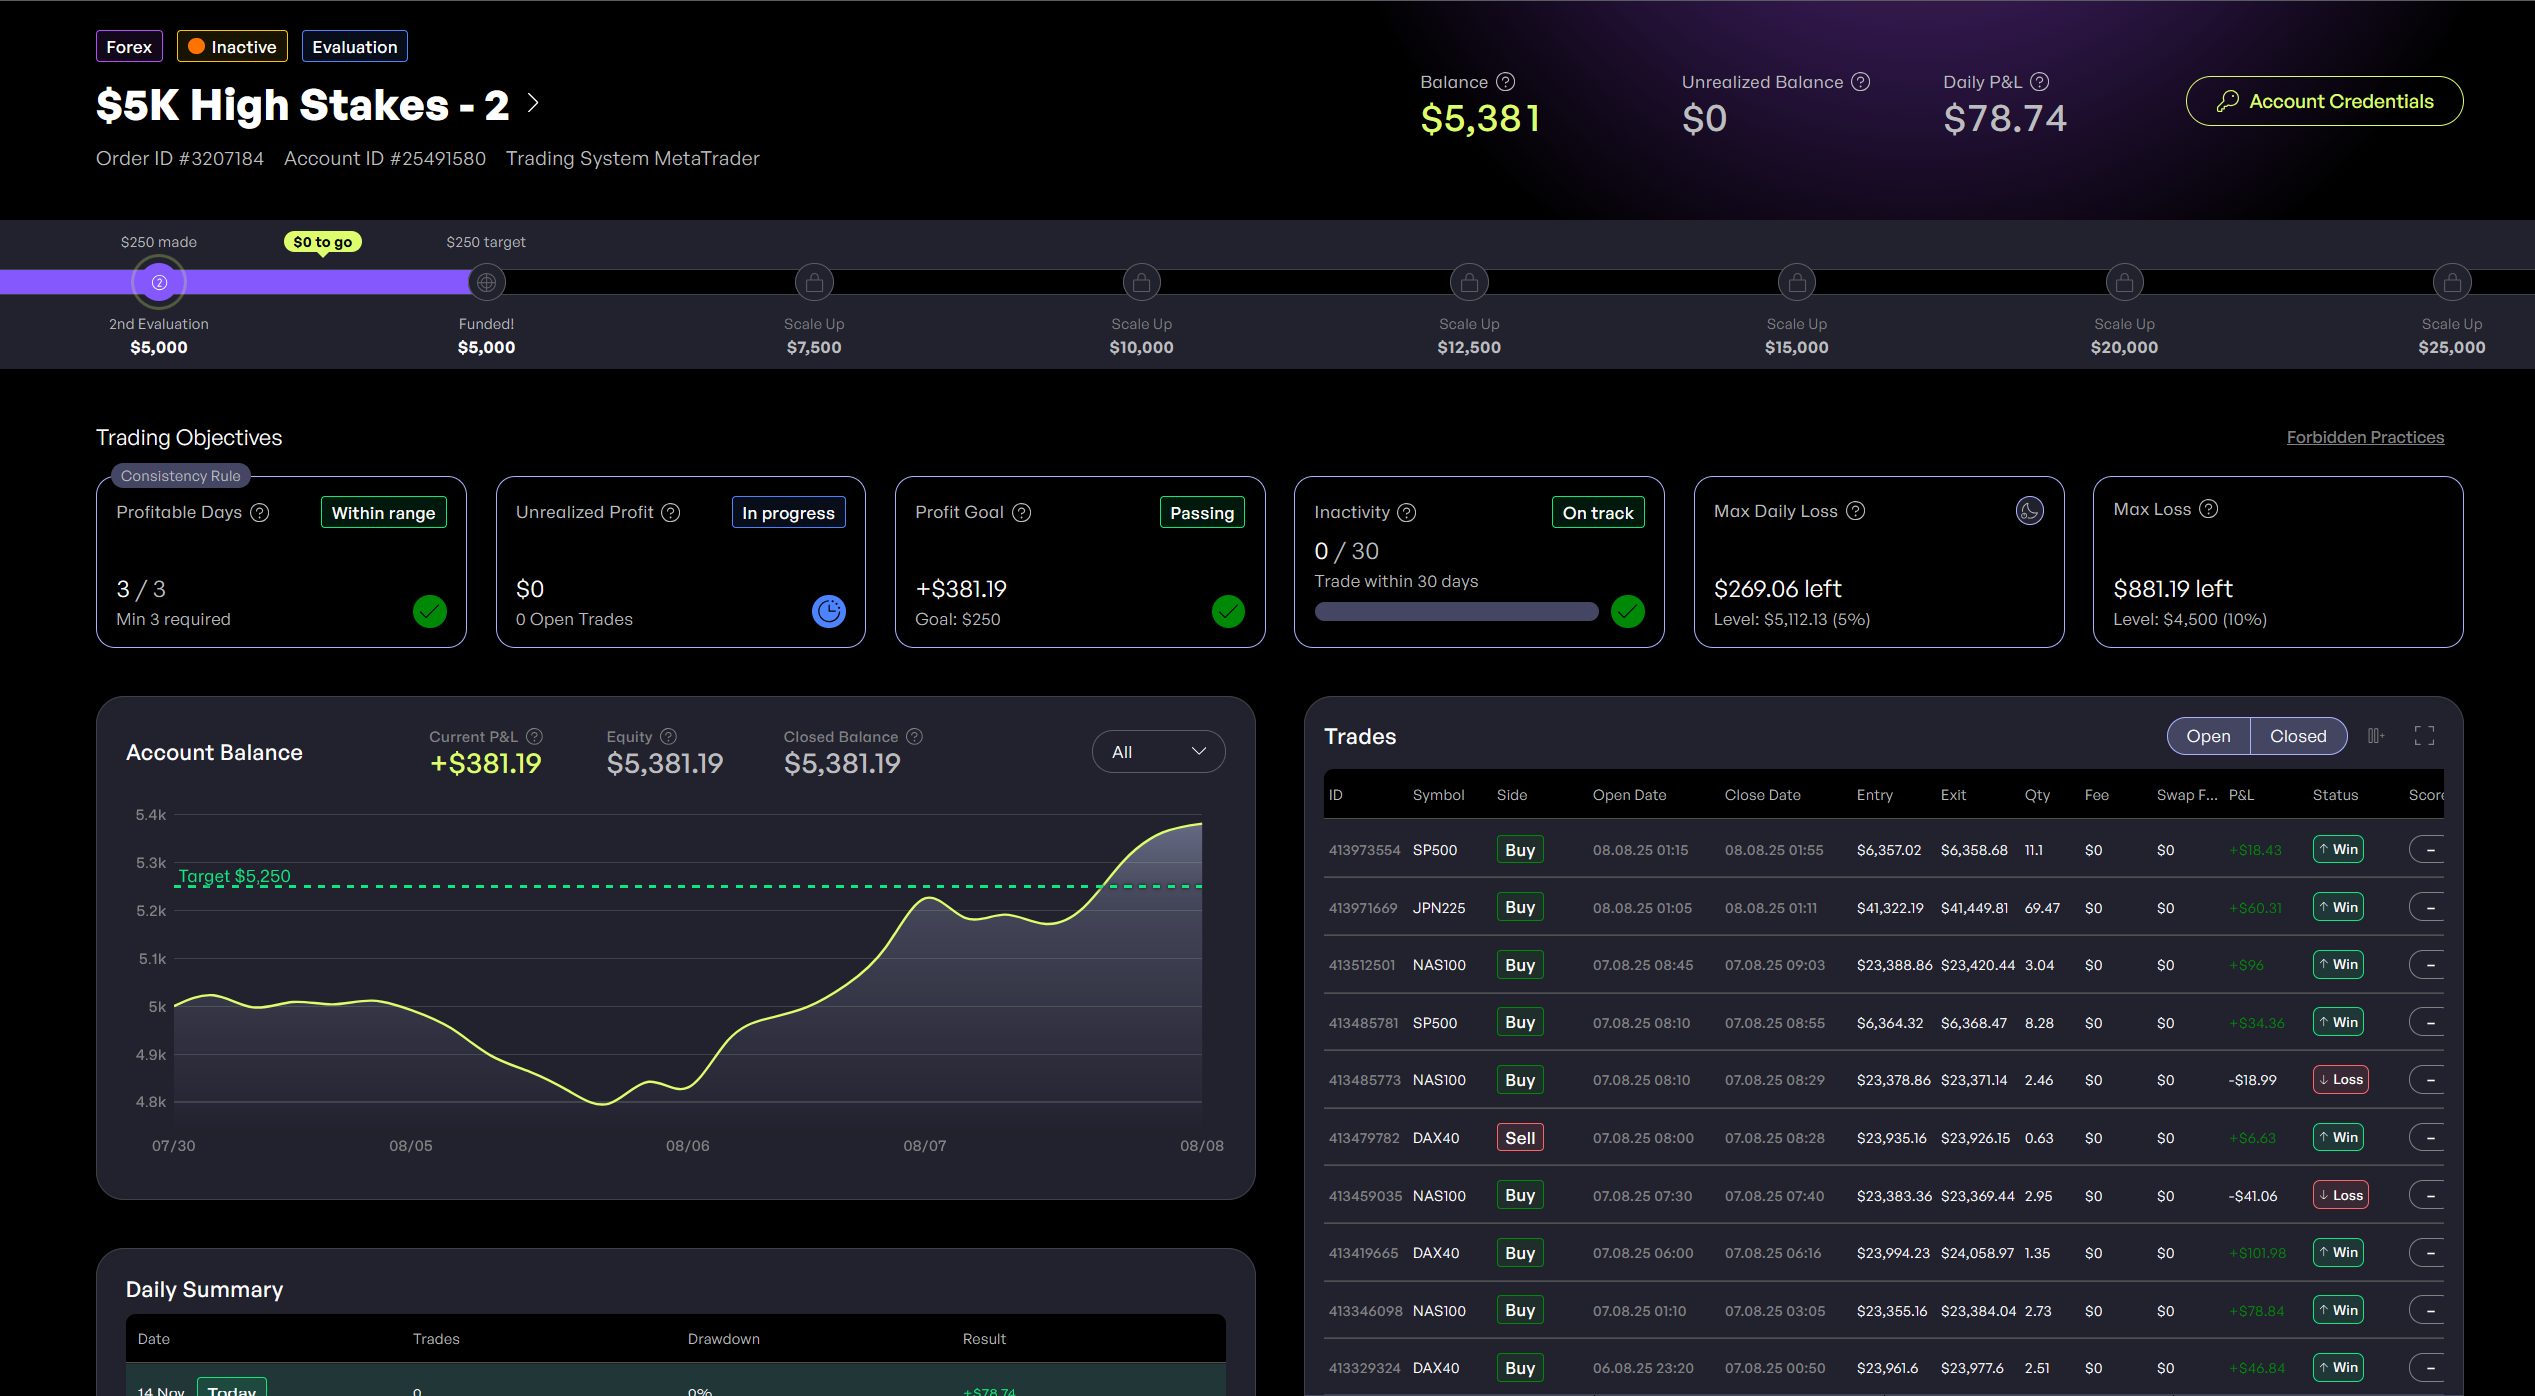 Forex Inactive Evaluation
$5K High Stakes - 2
Order ID #3207184 Account ID #25491580 Trading System MetaTrader
Balance
$5,381
Unrealized Balance
$0
Daily P&L
$78.74
Account Credentials
$250 made $0 to go $250 target
2
2nd Evaluation Funded! Scale Up Scale Up Scale Up Scale Up Scale Up Scale Up
$5,000 $5,000 $7,500 $10,000 $12,500 $15,000 $20,000 $25,000
Trading Objectives
Forbidden Practices
Consistency Rule
Profitable Days Within range
3 / 3
Min 3 required
Unrealized Profit In progress
$0
0 Open Trades
Profit Goal Passing
+$381.19
Goal: $250
Inactivity On track
0 / 30
Trade within 30 days
Max Daily Loss
$269.06 left
Level: $5,112.13 (5%)
Max Loss
$881.19 left
Level: $4,500 (10%)
Account Balance
Current P&L
+$381.19
Equity
$5,381.19
Closed Balance
$5,381.19
All
5.4k
5.3k
Target $5,250
5.2k
5.1k
5k
4.9k
4.8k
07/30 08/05 08/06 08/07 08/08
Daily Summary
Date Trades Drawdown Result
14 Nov Today 0 0% +$78.74
Trades
Open Closed
ID Symbol Side Open Date Close Date Entry Exit Qty Fee Swap F... P&L Status Score
413973554 SP500 Buy 08.08.25 01:15 08.08.25 01:55 $6,357.02 $6,358.68 11.1 $0 $0 +$18.43 ↑ Win –
413971669 JPN225 Buy 08.08.25 01:05 08.08.25 01:11 $41,322.19 $41,449.81 69.47 $0 $0 +$60.31 ↑ Win –
413512501 NAS100 Buy 07.08.25 08:45 07.08.25 09:03 $23,388.86 $23,420.44 3.04 $0 $0 +$96 ↑ Win –
413485781 SP500 Buy 07.08.25 08:10 07.08.25 08:55 $6,364.32 $6,368.47 8.28 $0 $0 +$34.36 ↑ Win –
413485773 NAS100 Buy 07.08.25 08:10 07.08.25 08:29 $23,378.86 $23,371.14 2.46 $0 $0 -$18.99 ↓ Loss –
413479782 DAX40 Sell 07.08.25 08:00 07.08.25 08:28 $23,935.16 $23,926.15 0.63 $0 $0 +$6.63 ↑ Win –
413459035 NAS100 Buy 07.08.25 07:30 07.08.25 07:40 $23,383.36 $23,369.44 2.95 $0 $0 -$41.06 ↓ Loss –
413419665 DAX40 Buy 07.08.25 06:00 07.08.25 06:16 $23,994.23 $24,058.97 1.35 $0 $0 +$101.98 ↑ Win –
413346098 NAS100 Buy 07.08.25 01:10 07.08.25 03:05 $23,355.16 $23,384.04 2.73 $0 $0 +$78.84 ↑ Win –
413329324 DAX40 Buy 06.08.25 23:20 07.08.25 00:50 $23,961.6 $23,977.6 2.51 $0 $0 +$46.84 ↑ Win –